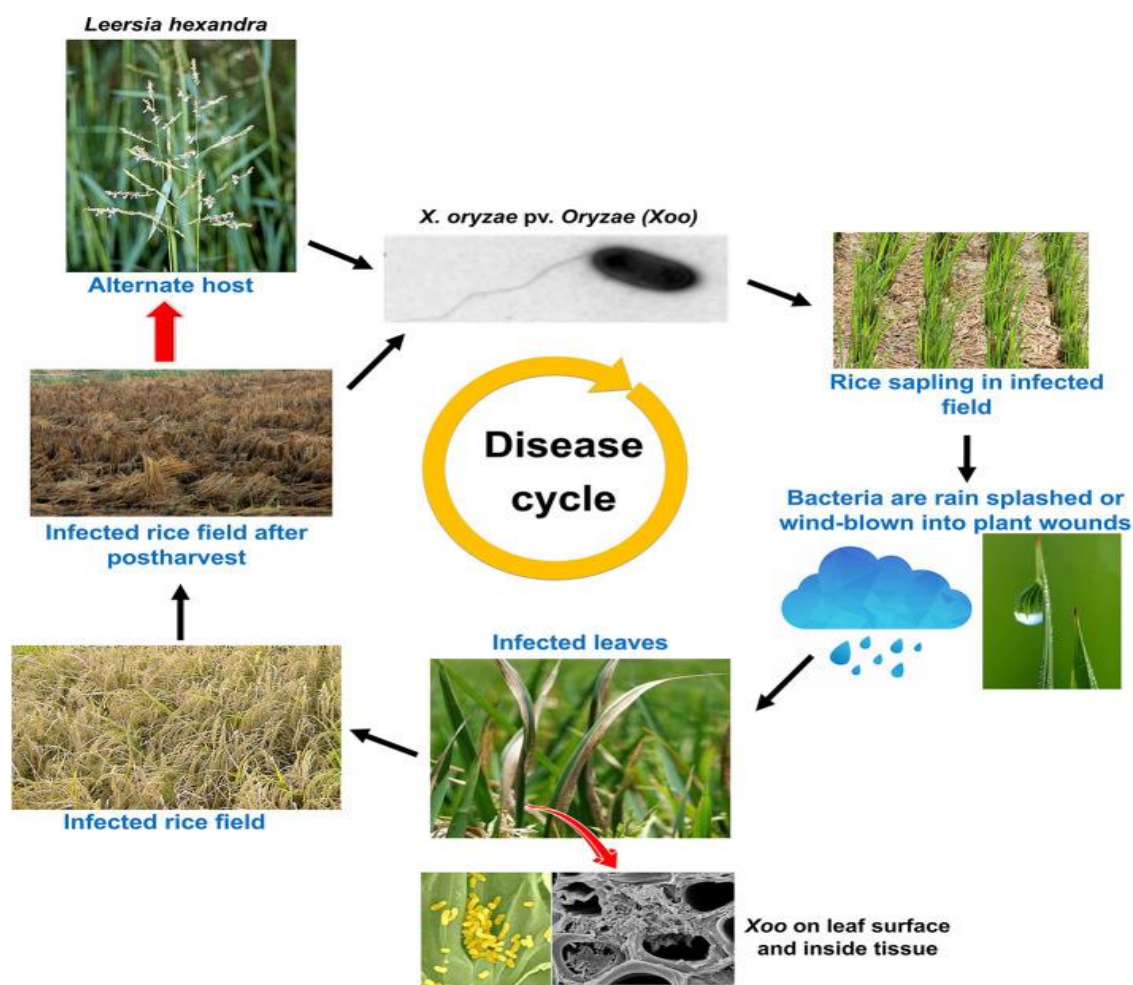 Leersia hexandra
Alternate host
X. oryzae pv. Oryzae (Xoo)
Rice sapling in infected
field
Bacteria are rain splashed or
wind-blown into plant wounds
Disease
cycle
Infected rice field after
postharvest
Infected leaves
Infected rice field
Xoo on leaf surface
and inside tissue